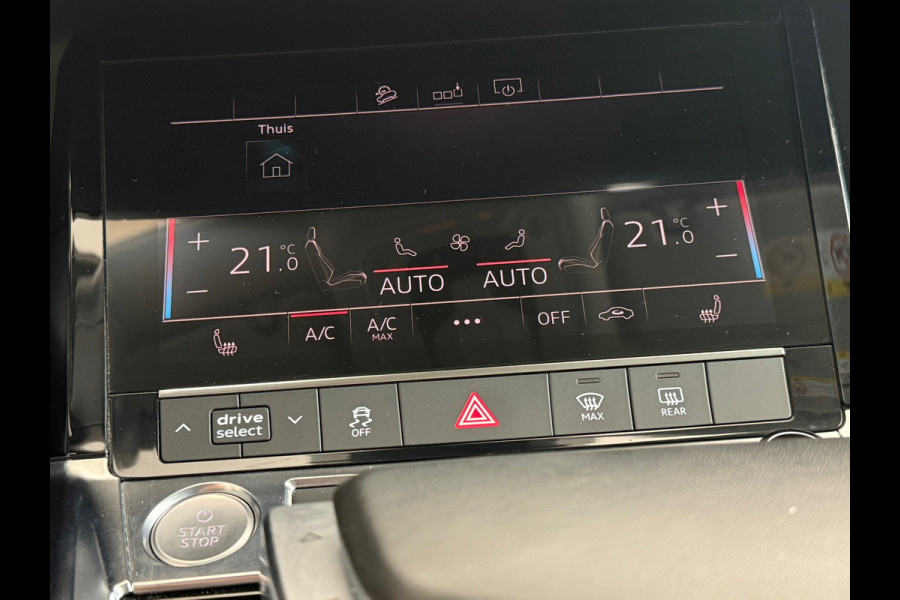 Thuis
+
21.0 °C
−
AUTO
AUTO
21.0 °C
+
−
A/C
A/C
MAX
•••
OFF
drive
select
OFF
MAX
REAR
START
STOP